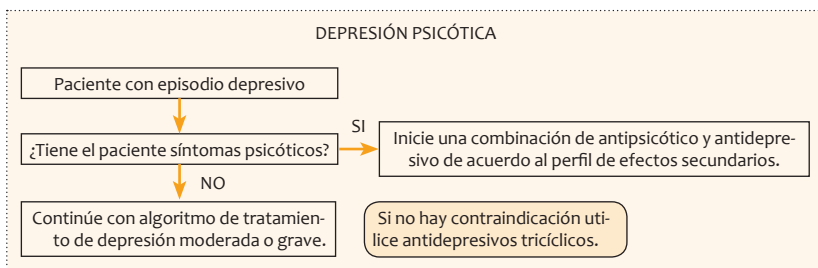 DEPRESIÓN PSICÓTICA
Paciente con episodio depresivo
¿Tiene el paciente síntomas psicóticos?
SI
Inicie una combinación de antipsicótico y antidepre-
sivo de acuerdo al perfil de efectos secundarios.
NO
Continúe con algoritmo de tratamien-
to de depresión moderada o grave.
Si no hay contraindicación uti-
lice antidepresivos tricíclicos.